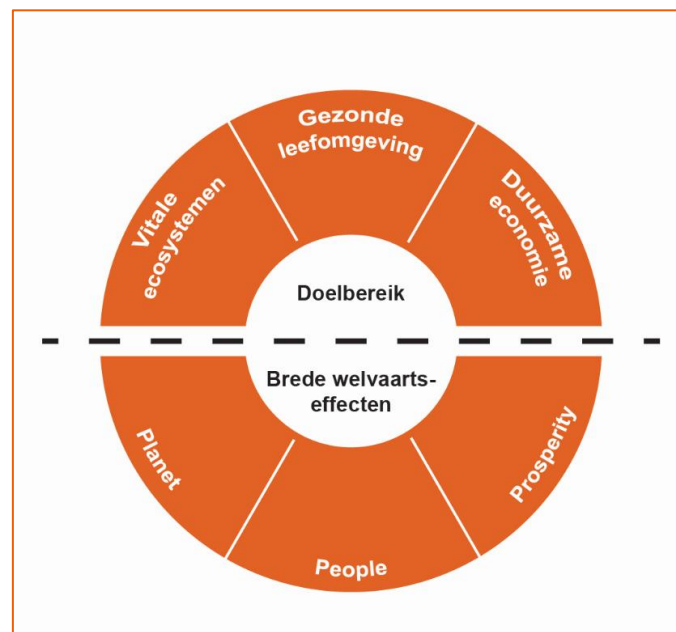 Vitale
ecosystemen
Gezonde
leefomgeving
Duurzame
economie
Doelbereik
Brede welvaarts-
effecten
Planet
People
Prosperity